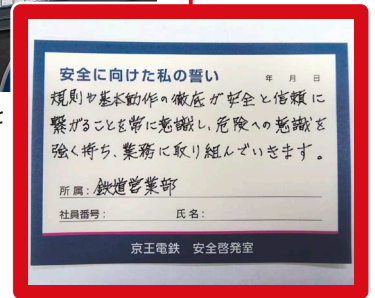 と
安全に向けた私の誓い 年 月 日
規則や基本動作の徹底が安全と信頼に
繋がることを常に意識し、危険への意識を
強く持ち、業務に取り組んでいきます。
所属：鉄道営業部
社員番号： 氏名：
京王電鉄 安全啓発室